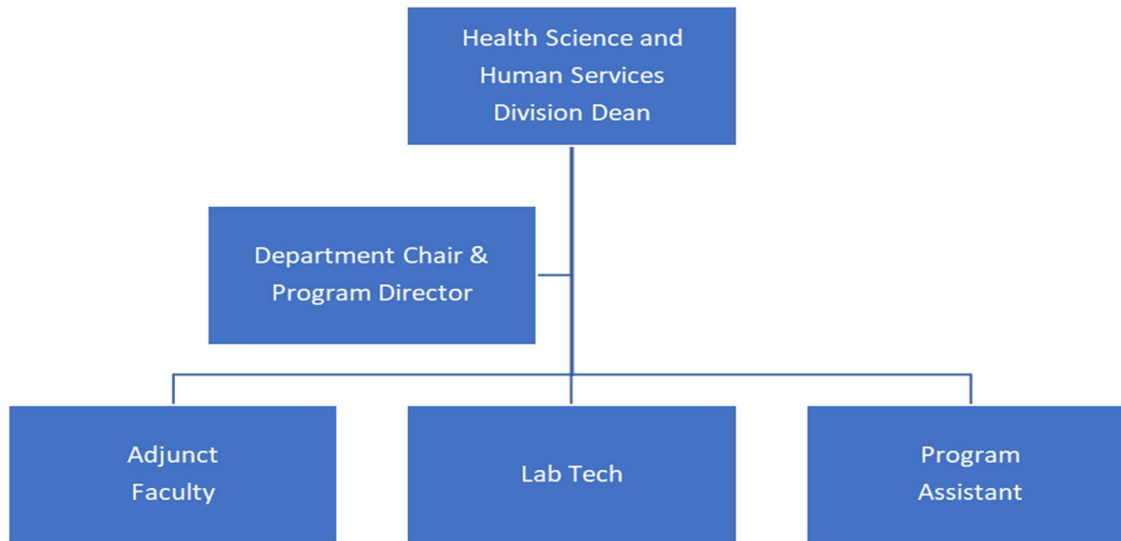 Health Science and
Human Services
Division Dean
Department Chair &
Program Director
Adjunct
Faculty
Lab Tech
Program
Assistant